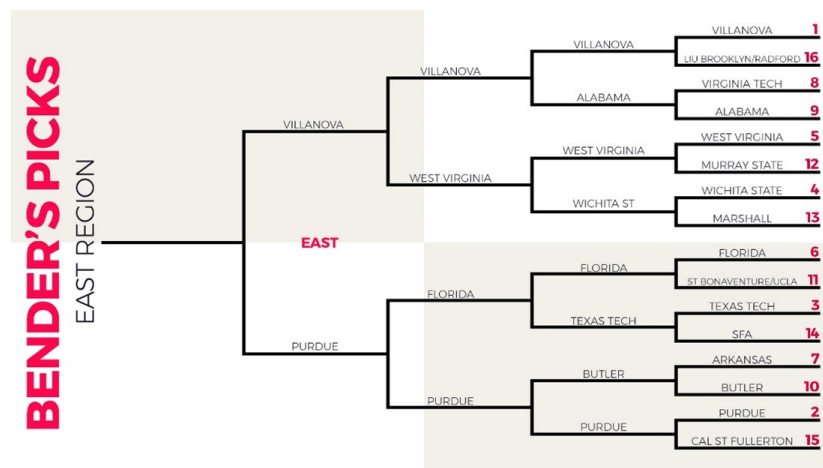 BENDER'S PICKS
EAST REGION
EAST
VILLANOVA
PURDUE
VILLANOVA
WEST VIRGINIA
FLORIDA
PURDUE
VILLANOVA
ALABAMA
WEST VIRGINIA
WICHITA ST
FLORIDA
TEXAS TECH
BUTLER
PURDUE
VILLANOVA 1
LIU BROOKLYN/RADFORD 16
VIRGINIA TECH 8
ALABAMA 9
WEST VIRGINIA 5
MURRAY STATE 12
WICHITA STATE 4
MARSHALL 13
FLORIDA 6
ST BONAVENTURE/UCLA 11
TEXAS TECH 3
SFA 14
ARKANSAS 7
BUTLER 10
PURDUE 2
CAL ST FULLERTON 15